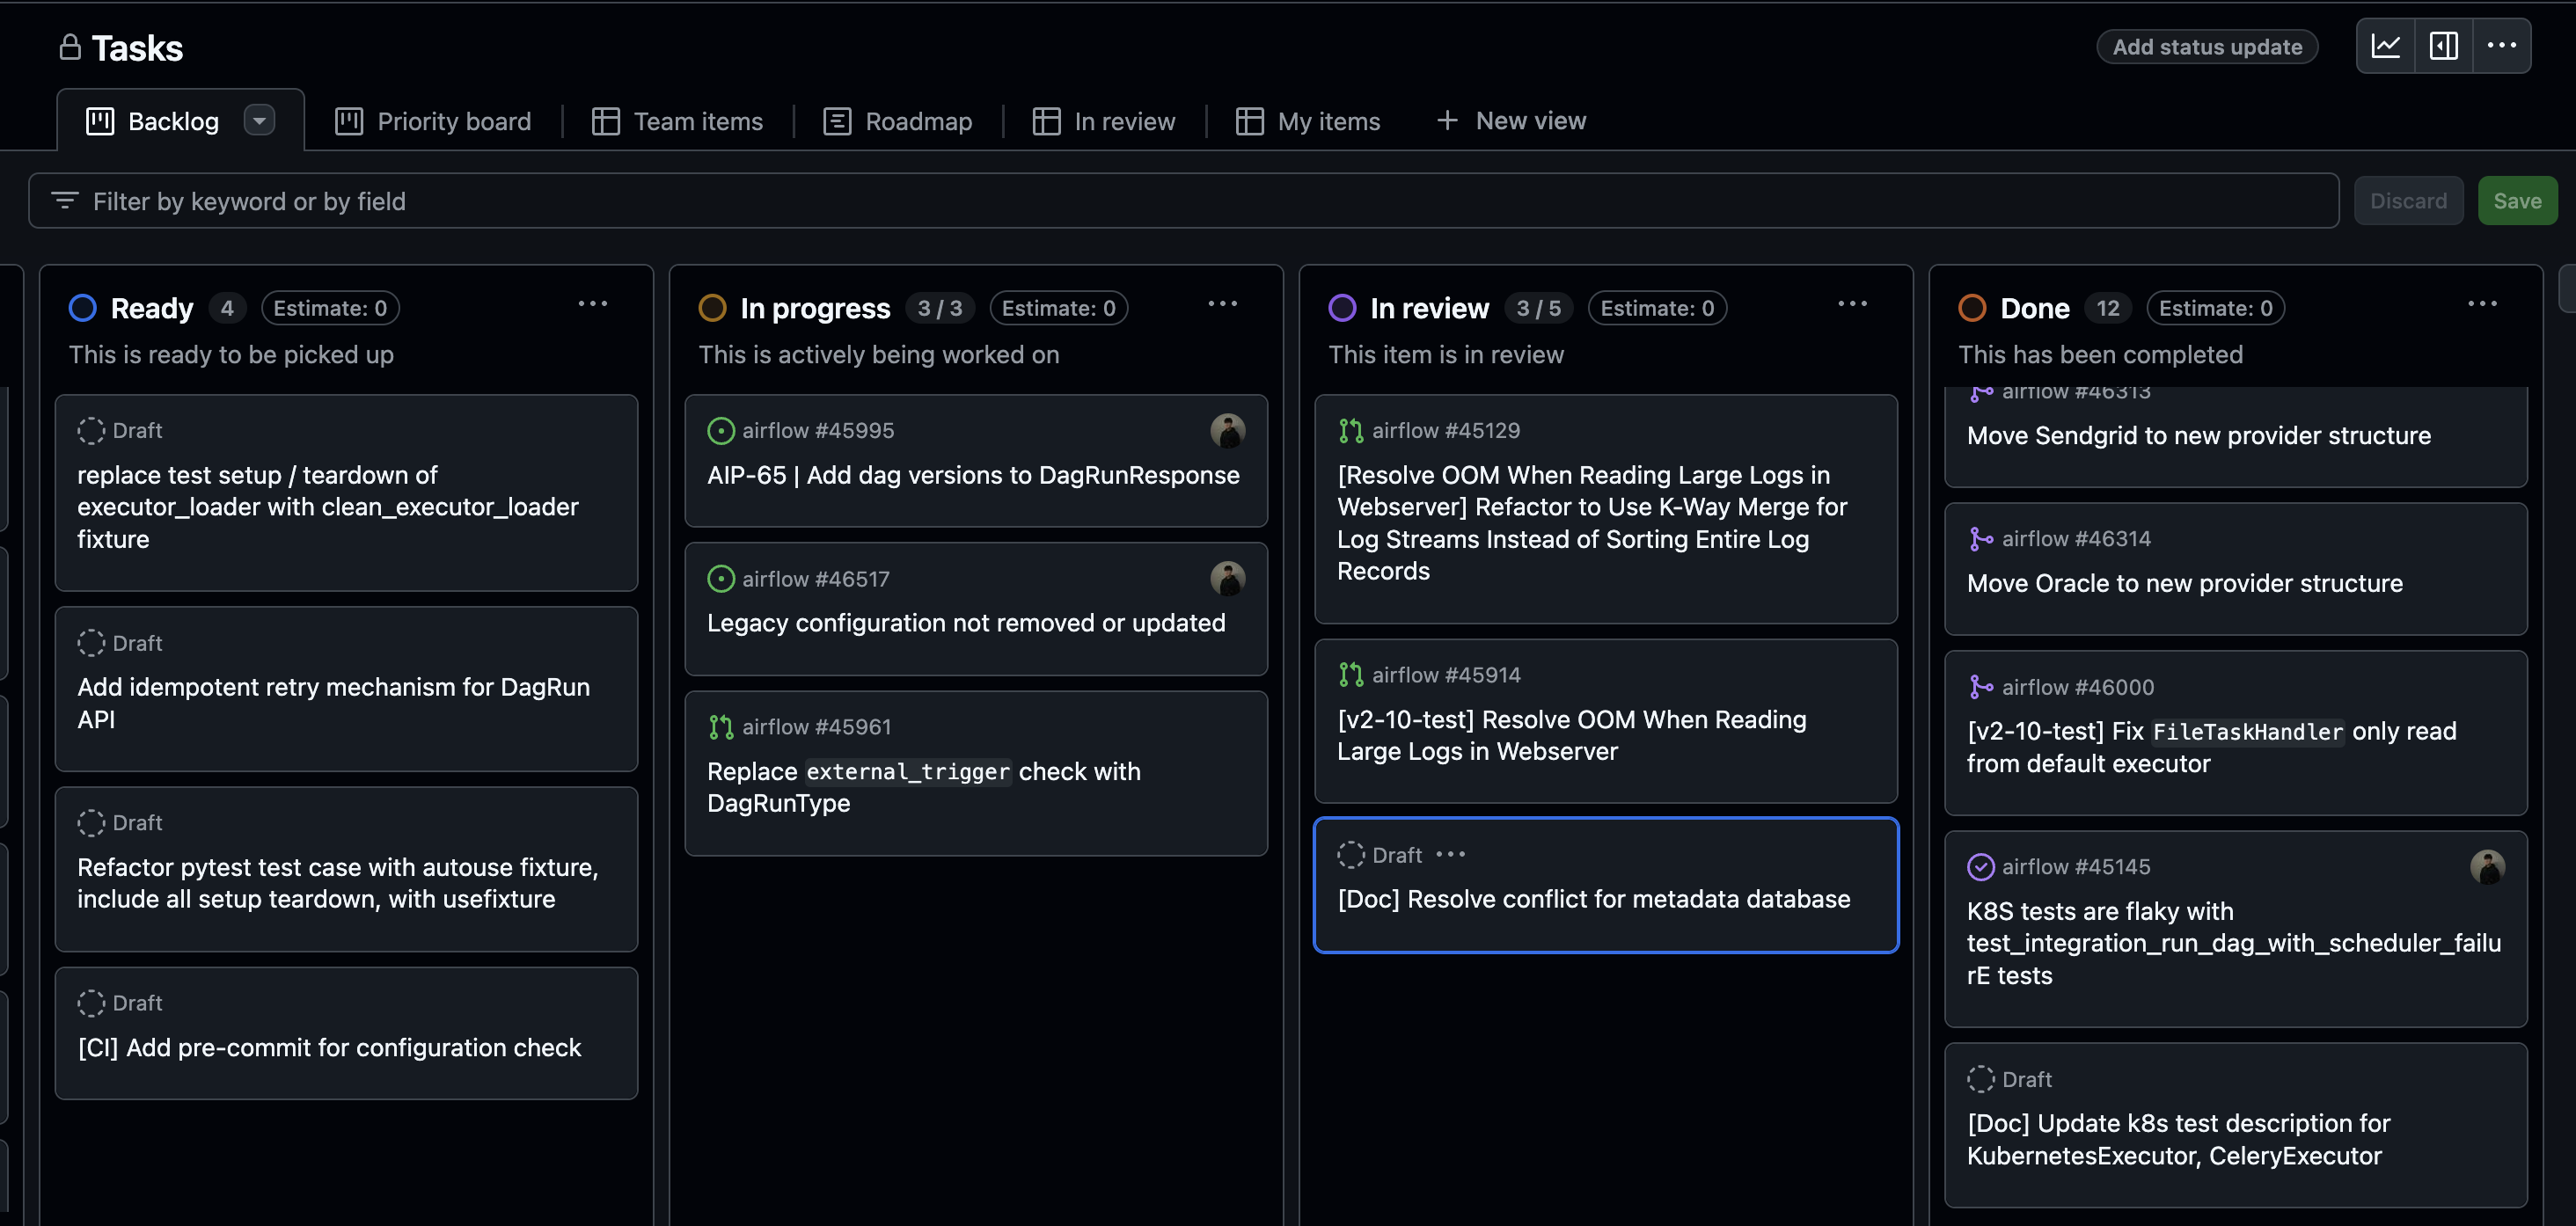 Tasks
Add status update
Backlog
Priority board
Team items
Roadmap
In review
My items
New view
Filter by keyword or by field
Discard
Save
Ready 4 Estimate: 0
This is ready to be picked up
Draft
replace test setup / teardown of
executor_loader with clean_executor_loader
fixture
Draft
Add idempotent retry mechanism for DagRun
API
Draft
Refactor pytest test case with autouse fixture,
include all setup teardown, with usefixture
Draft
[CI] Add pre-commit for configuration check
In progress 3 / 3 Estimate: 0
This is actively being worked on
airflow #45995
AIP-65 | Add dag versions to DagRunResponse
airflow #46517
Legacy configuration not removed or updated
airflow #45961
Replace external_trigger check with
DagRunType
In review 3 / 5 Estimate: 0
This item is in review
airflow #45129
[Resolve OOM When Reading Large Logs in
Webserver] Refactor to Use K-Way Merge for
Log Streams Instead of Sorting Entire Log
Records
airflow #45914
[v2-10-test] Resolve OOM When Reading
Large Logs in Webserver
Draft
[Doc] Resolve conflict for metadata database
Done 12 Estimate: 0
This has been completed
airflow #46313
Move Sendgrid to new provider structure
airflow #46314
Move Oracle to new provider structure
airflow #46000
[v2-10-test] Fix FileTaskHandler only read
from default executor
airflow #45145
K8S tests are flaky with
test_integration_run_dag_with_scheduler_failu
rE tests
Draft
[Doc] Update k8s test description for
KubernetesExecutor, CeleryExecutor